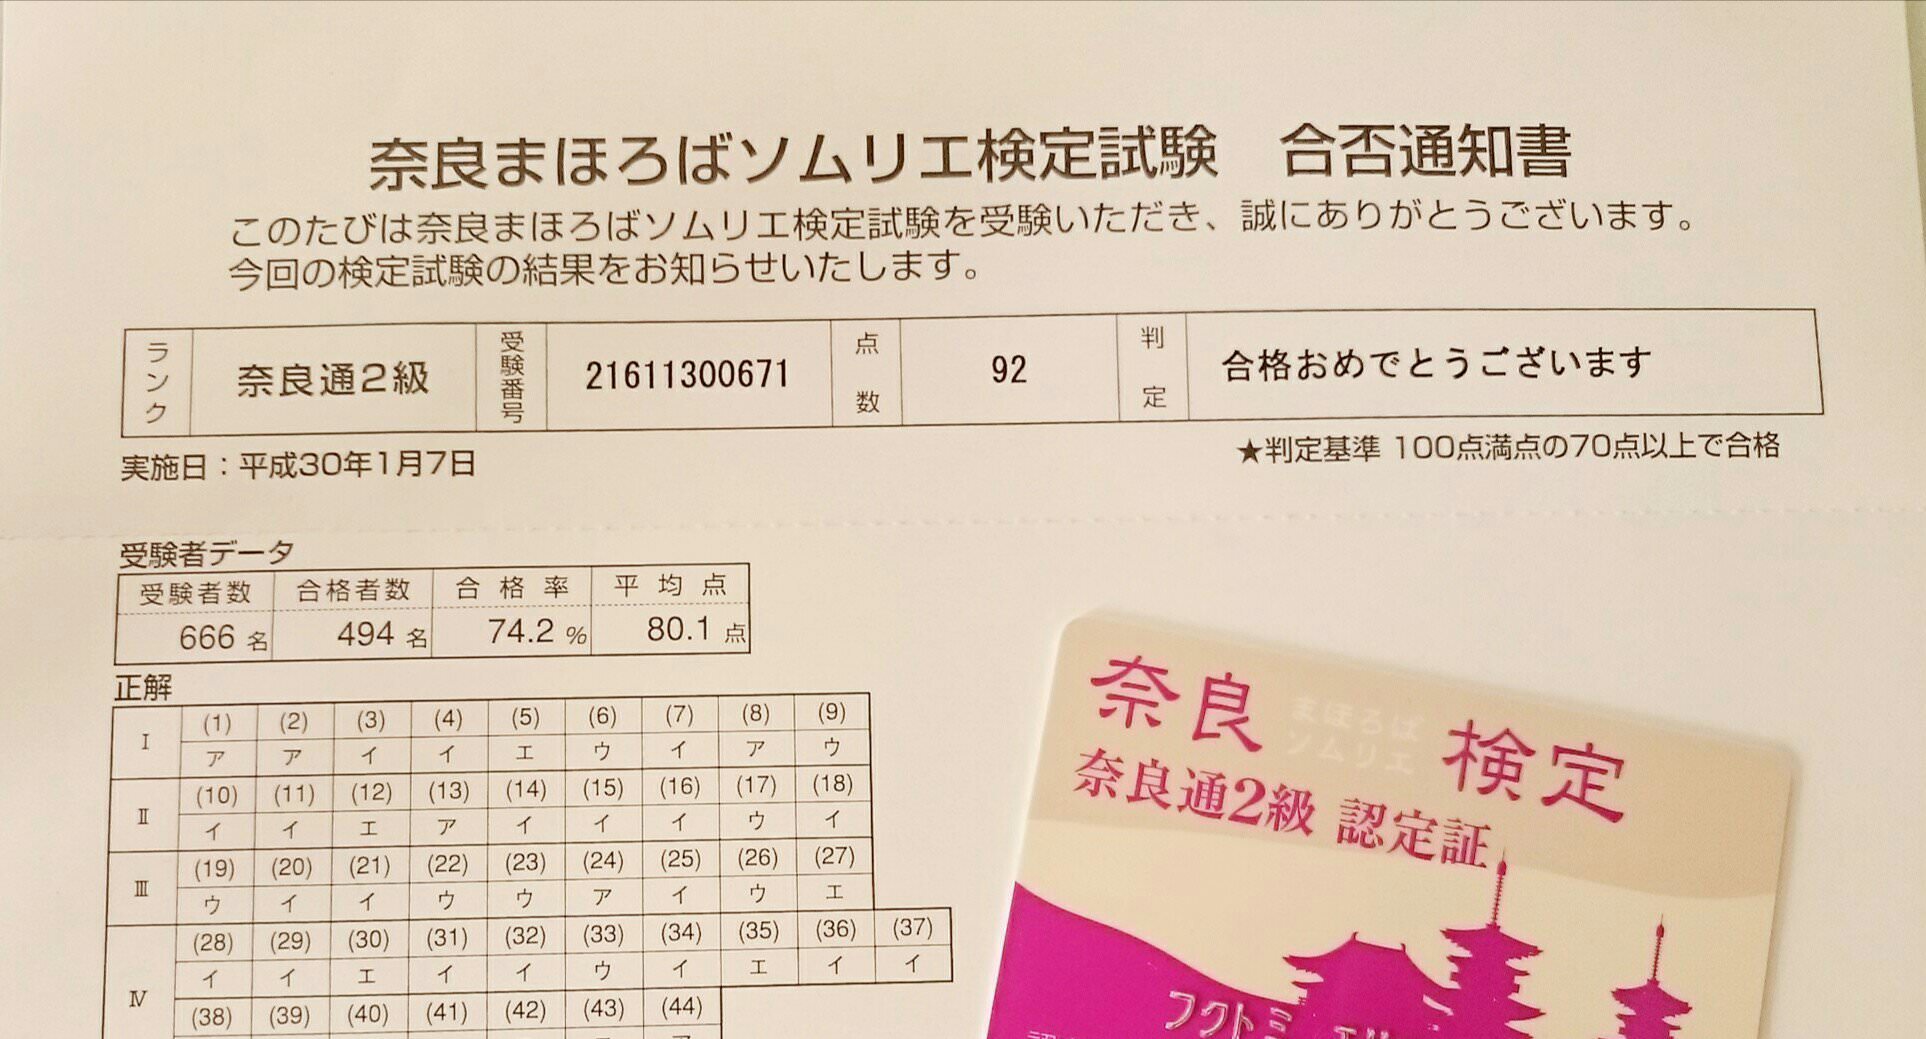 奈良まほろばソムリエ検定試験 合否通知書
このたびは奈良まほろばソムリエ検定試験を受験いただき、誠にありがとうございます。
今回の検定試験の結果をお知らせいたします。
ランク 奈良通2級 受験番号 21611300671 点数 92 判定 合格おめでとうございます
実施日：平成30年1月7日 ★判定基準 100点満点の70点以上で合格
受験者データ
受験者数 合格者数 合格率 平均点
666名 494名 74.2% 80.1点
正解
Ⅰ (1) (2) (3) (4) (5) (6) (7) (8) (9)
ア ア イ イ エ ウ イ ア ウ
Ⅱ (10) (11) (12) (13) (14) (15) (16) (17) (18)
イ イ エ ア イ イ イ ウ イ
Ⅲ (19) (20) (21) (22) (23) (24) (25) (26) (27)
ウ イ イ ウ ウ ア イ ウ エ
Ⅳ (28) (29) (30) (31) (32) (33) (34) (35) (36) (37)
イ イ エ イ イ ウ イ エ イ イ
(38) (39) (40) (41) (42) (43) (44)
奈良 まほろばソムリエ 検定
奈良通2級 認定証
フクトミ